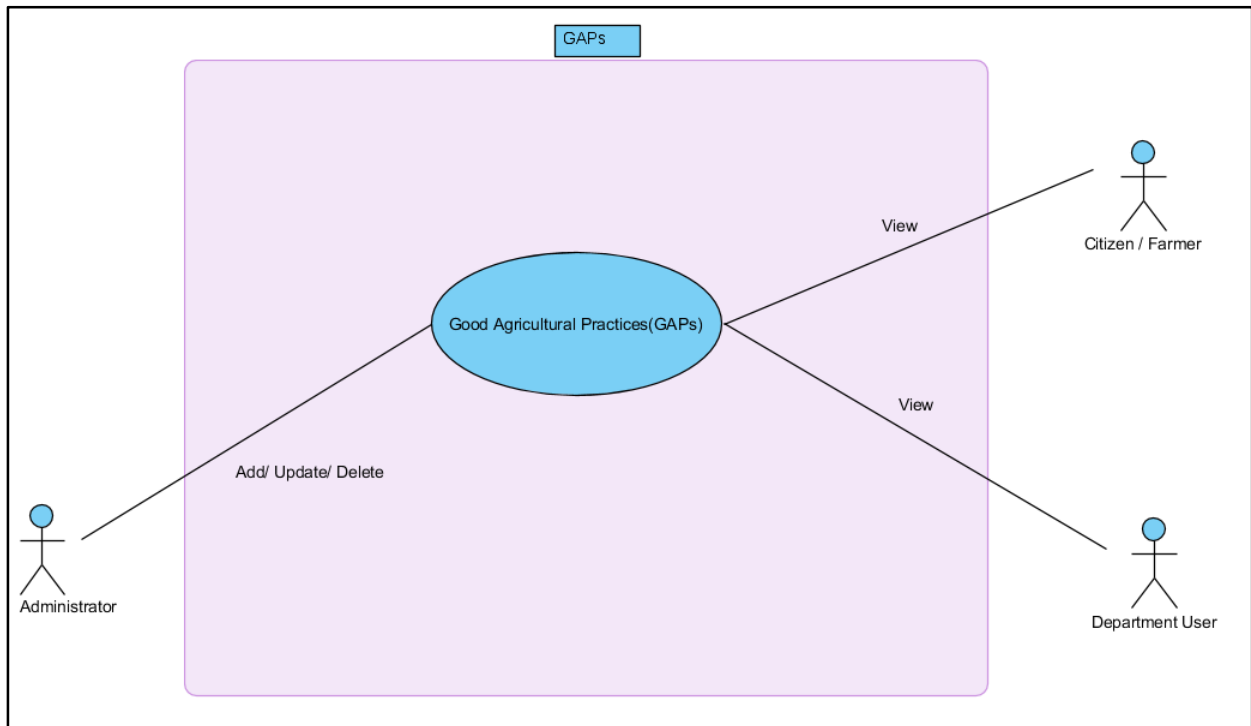 GAPs
View
Citizen / Farmer
Good Agricultural Practices(GAPs)
View
Add/ Update/ Delete
Administrator
Department User